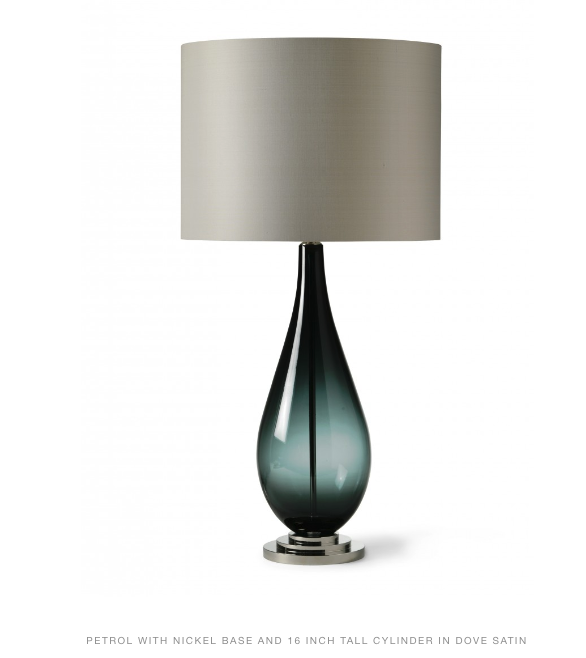 PETROL WITH NICKEL BASE AND 16 INCH TALL CYLINDER IN DOVE SATIN